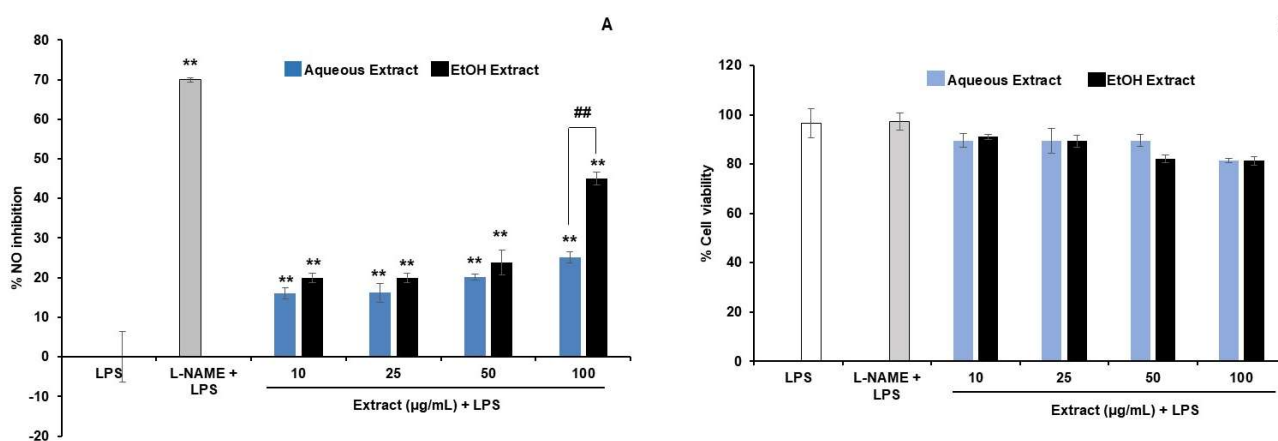 A
80
70
60
50
40
30
20
10
0
-10
-20
% NO inhibition
** 
Aqueous Extract EtOH Extract
##
** ** ** ** ** ** ** **
LPS L-NAME + 10 25 50 100
LPS
Extract (µg/mL) + LPS
Aqueous Extract EtOH Extract
120
100
80
60
40
20
0
% Cell viability
LPS L-NAME + 10 25 50 100
LPS
Extract (µg/mL) + LPS